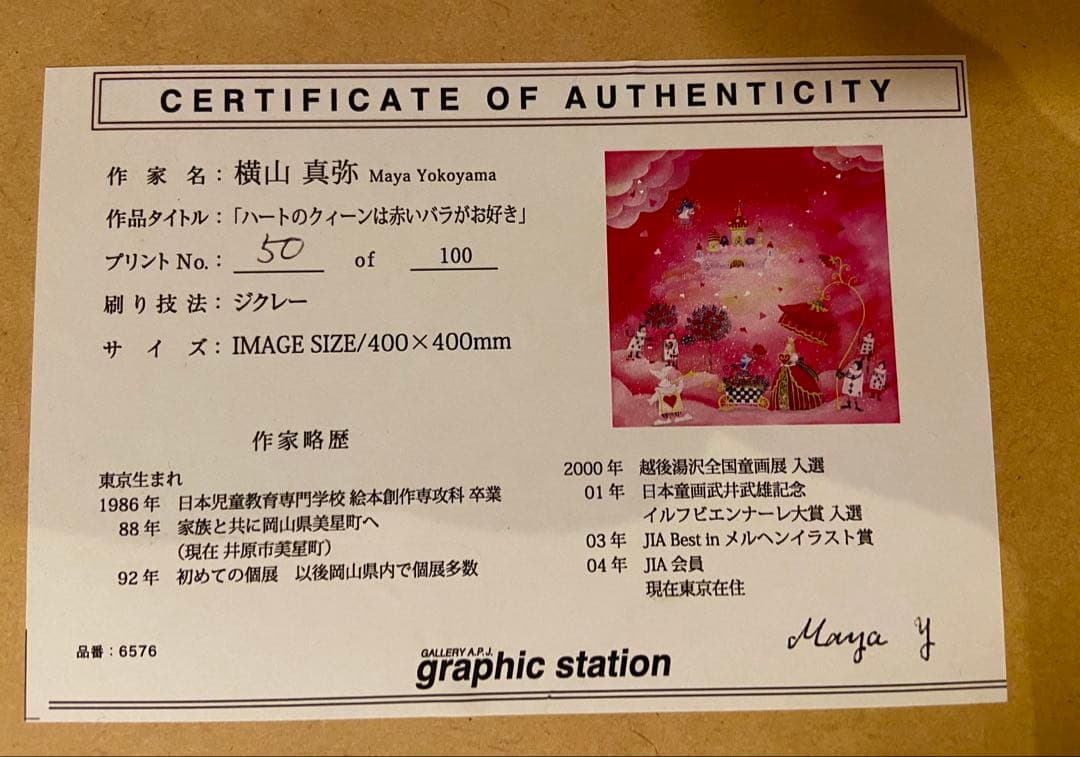 CERTIFICATE OF AUTHENTICITY
作家名：横山 真弥 Maya Yokoyama
作品タイトル：「ハートのクィーンは赤いバラがお好き」
プリント No.： 50 of 100
刷り技法：ジクレー
サイズ：IMAGE SIZE/400×400mm
作家略歴
東京生まれ
1986年 日本児童教育専門学校 絵本創作専攻科 卒業
88年 家族と共に岡山県美星町へ
（現在 井原市美星町）
92年 初めての個展 以後岡山県内で個展多数
2000年 越後湯沢全国童画展 入選
01年 日本童画武井武雄記念
イルフビエンナーレ大賞 入選
03年 JIA Best in メルヘンイラスト賞
04年 JIA 会員
現在東京在住
Maya Y
品番：6576
GALLERY A.P.J.
graphic station